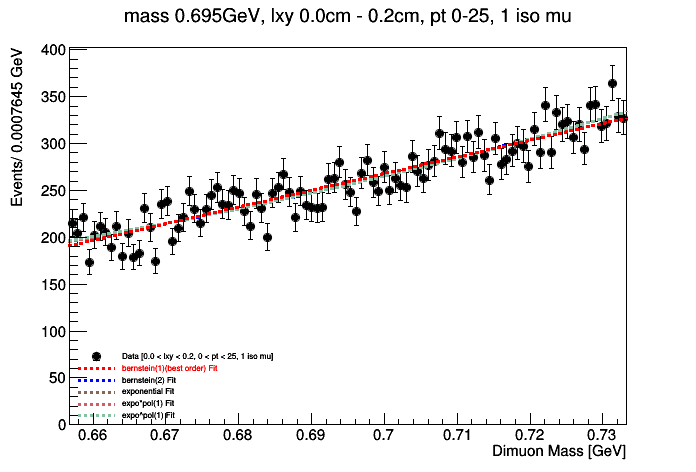 mass 0.695GeV, lxy 0.0cm - 0.2cm, pt 0-25, 1 iso mu
Events/ 0.0007645 GeV
400
350
300
250
200
150
100
50
0
Data [0.0 < lxy < 0.2, 0 < pt < 25, 1 iso mu]
bernstein(1)(best order) Fit
bernstein(2) Fit
exponential Fit
expo*pol(1) Fit
expo^pol(1) Fit
0.66 0.67 0.68 0.69 0.7 0.71 0.72 0.73
Dimuon Mass [GeV]